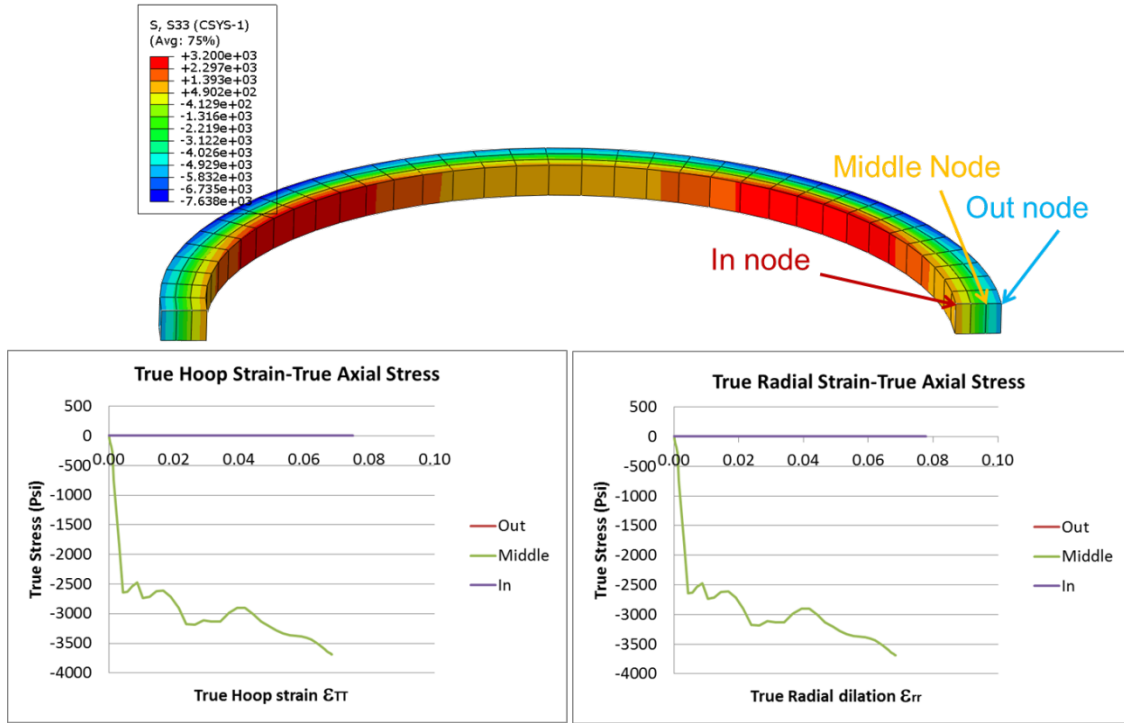 S, S33 (CSYS-1)
(Avg: 75%)
+3.200e+03
+2.297e+03
+1.393e+03
+4.902e+02
-4.129e+02
-1.316e+03
-2.219e+03
-3.122e+03
-4.026e+03
-4.929e+03
-5.832e+03
-6.735e+03
-7.638e+03
Middle Node
Out node
In node
True Hoop Strain-True Axial Stress
500
0
-500
-1000
-1500
-2000
-2500
-3000
-3500
-4000
0.00 0.02 0.04 0.06 0.08 0.10
True Stress (Psi)
Out
Middle
In
True Hoop strain ƐTT
True Radial Strain-True Axial Stress
500
0
-500
-1000
-1500
-2000
-2500
-3000
-3500
-4000
0.00 0.02 0.04 0.06 0.08 0.10
True Stress (Psi)
Out
Middle
In
True Radial dilation Ɛrr